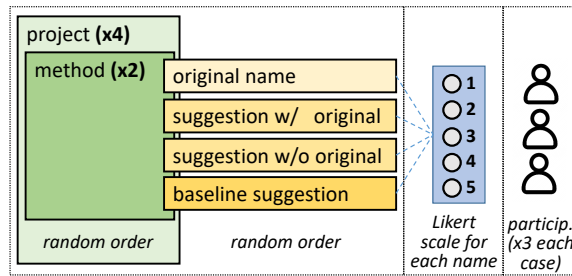 project (x4)
method (x2)
original name
suggestion w/ original
suggestion w/o original
baseline suggestion
random order
random order
1
2
3
4
5
Likert
scale for
each name
particip.
(x3 each
case)